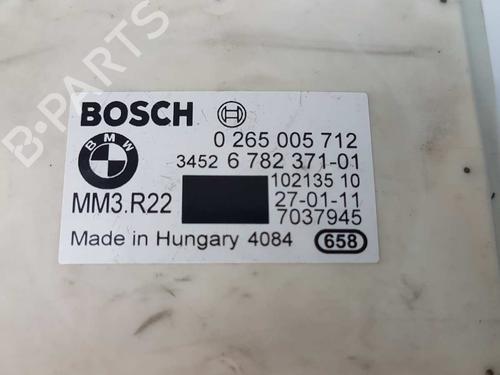 BOSCH
0 265 005 712
BMW
3452 6 782 371-01
102135 10
MM3.R22
27-01-11
7037945
Made in Hungary 4084
658
B-PARTS